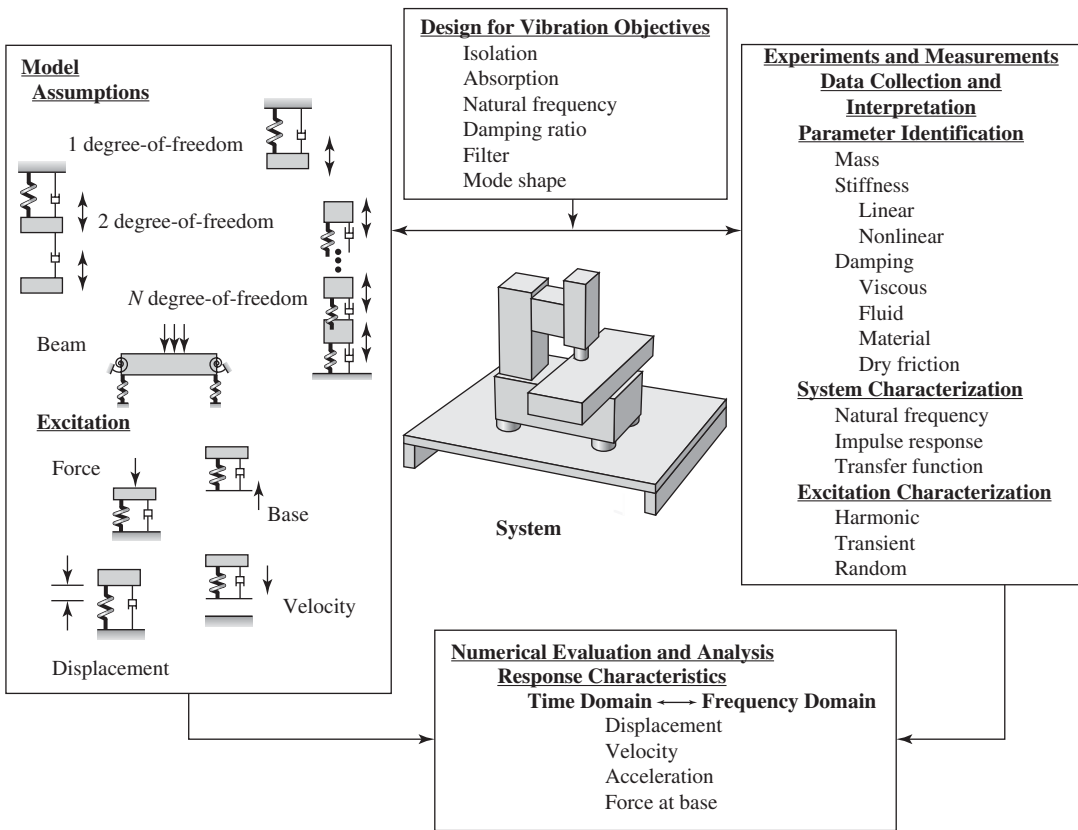 Design for Vibration Objectives
Isolation
Absorption
Natural frequency
Damping ratio
Filter
Mode shape
Model
Assumptions
1 degree-of-freedom
2 degree-of-freedom
N degree-of-freedom
Beam
Excitation
Force
Base
Velocity
Displacement
System
Experiments and Measurements
Data Collection and
Interpretation
Parameter Identification
Mass
Stiffness
Linear
Nonlinear
Damping
Viscous
Fluid
Material
Dry friction
System Characterization
Natural frequency
Impulse response
Transfer function
Excitation Characterization
Harmonic
Transient
Random
Numerical Evaluation and Analysis
Response Characteristics
Time Domain ⟷ Frequency Domain
Displacement
Velocity
Acceleration
Force at base